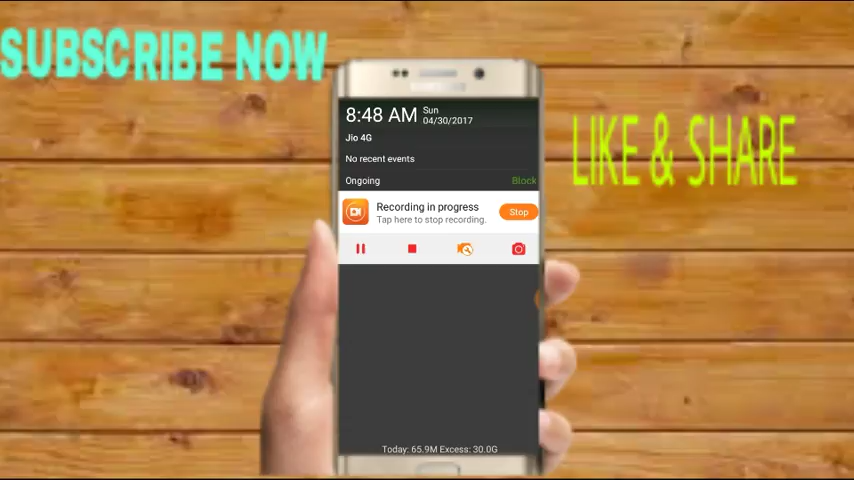 SUBSCRIBE NOW
LIKE & SHARE
8:48 AM Sun
04/30/2017
Jio 4G
No recent events
Ongoing Block
Recording in progress
Tap here to stop recording.
Stop
Today: 65.9M Excess: 30.0G